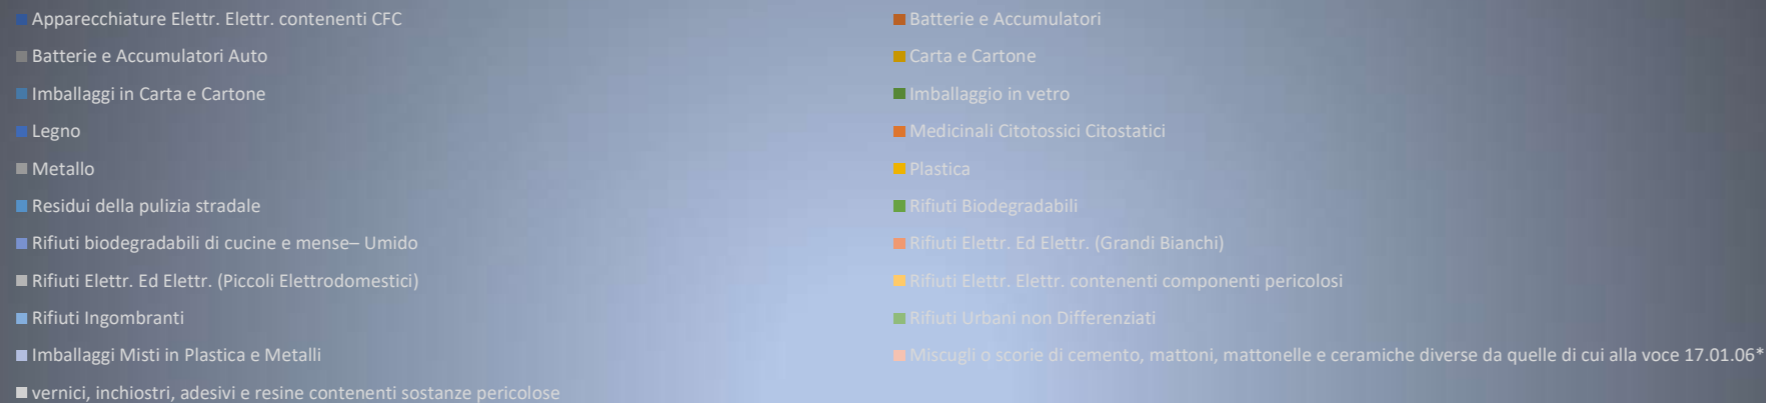 Apparecchiature Elettr. Elettr. contenenti CFC
Batterie e Accumulatori
Batterie e Accumulatori Auto
Carta e Cartone
Imballaggi in Carta e Cartone
Imballaggio in vetro
Legno
Medicinali Citotossici Citostatici
Metallo
Plastica
Residui della pulizia stradale
Rifiuti Biodegradabili
Rifiuti biodegradabili di cucine e mense– Umido
Rifiuti Elettr. Ed Elettr. (Grandi Bianchi)
Rifiuti Elettr. Ed Elettr. (Piccoli Elettrodomestici)
Rifiuti Elettr. Elettr. contenenti componenti pericolosi
Rifiuti Ingombranti
Rifiuti Urbani non Differenziati
Imballaggi Misti in Plastica e Metalli
Miscugli o scorie di cemento, mattoni, mattonelle e ceramiche diverse da quelle di cui alla voce 17.01.06*
vernici, inchiostri, adesivi e resine contenenti sostanze pericolose